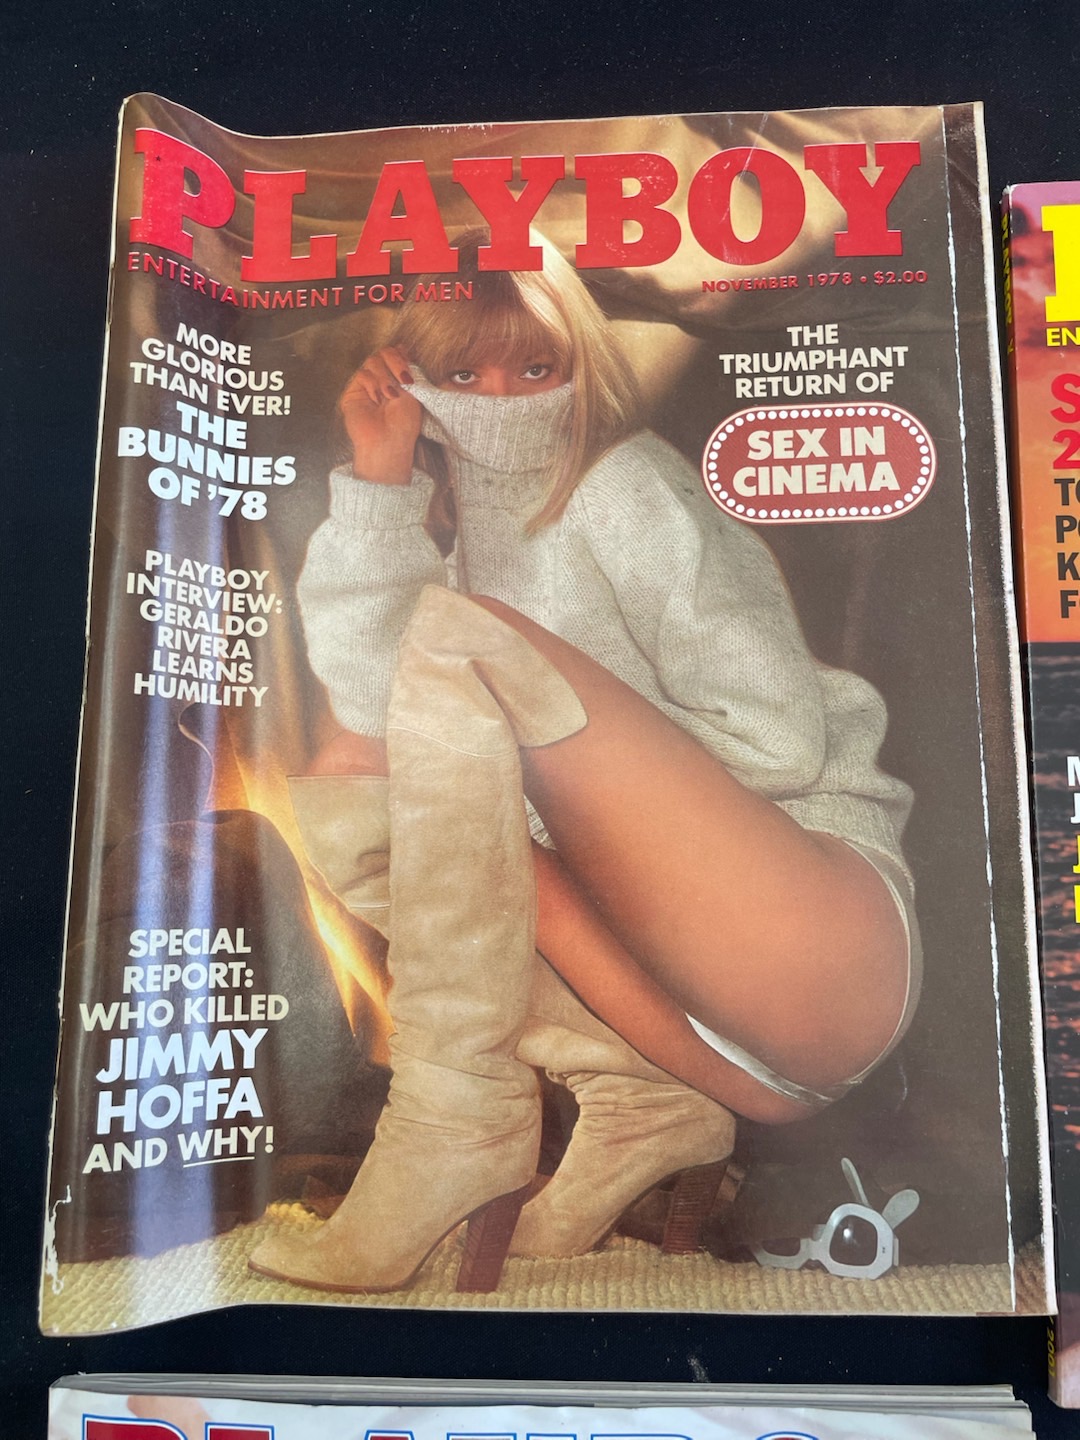 PLAYBOY
ENTERTAINMENT FOR MEN
NOVEMBER 1978 • $2.00
MORE
GLORIOUS
THAN EVER!
THE
BUNNIES
OF '78
THE
TRIUMPHANT
RETURN OF
SEX IN
CINEMA
PLAYBOY
INTERVIEW:
GERALDO
RIVERA
LEARNS
HUMILITY
SPECIAL
REPORT:
WHO KILLED
JIMMY
HOFFA
AND WHY!
EN